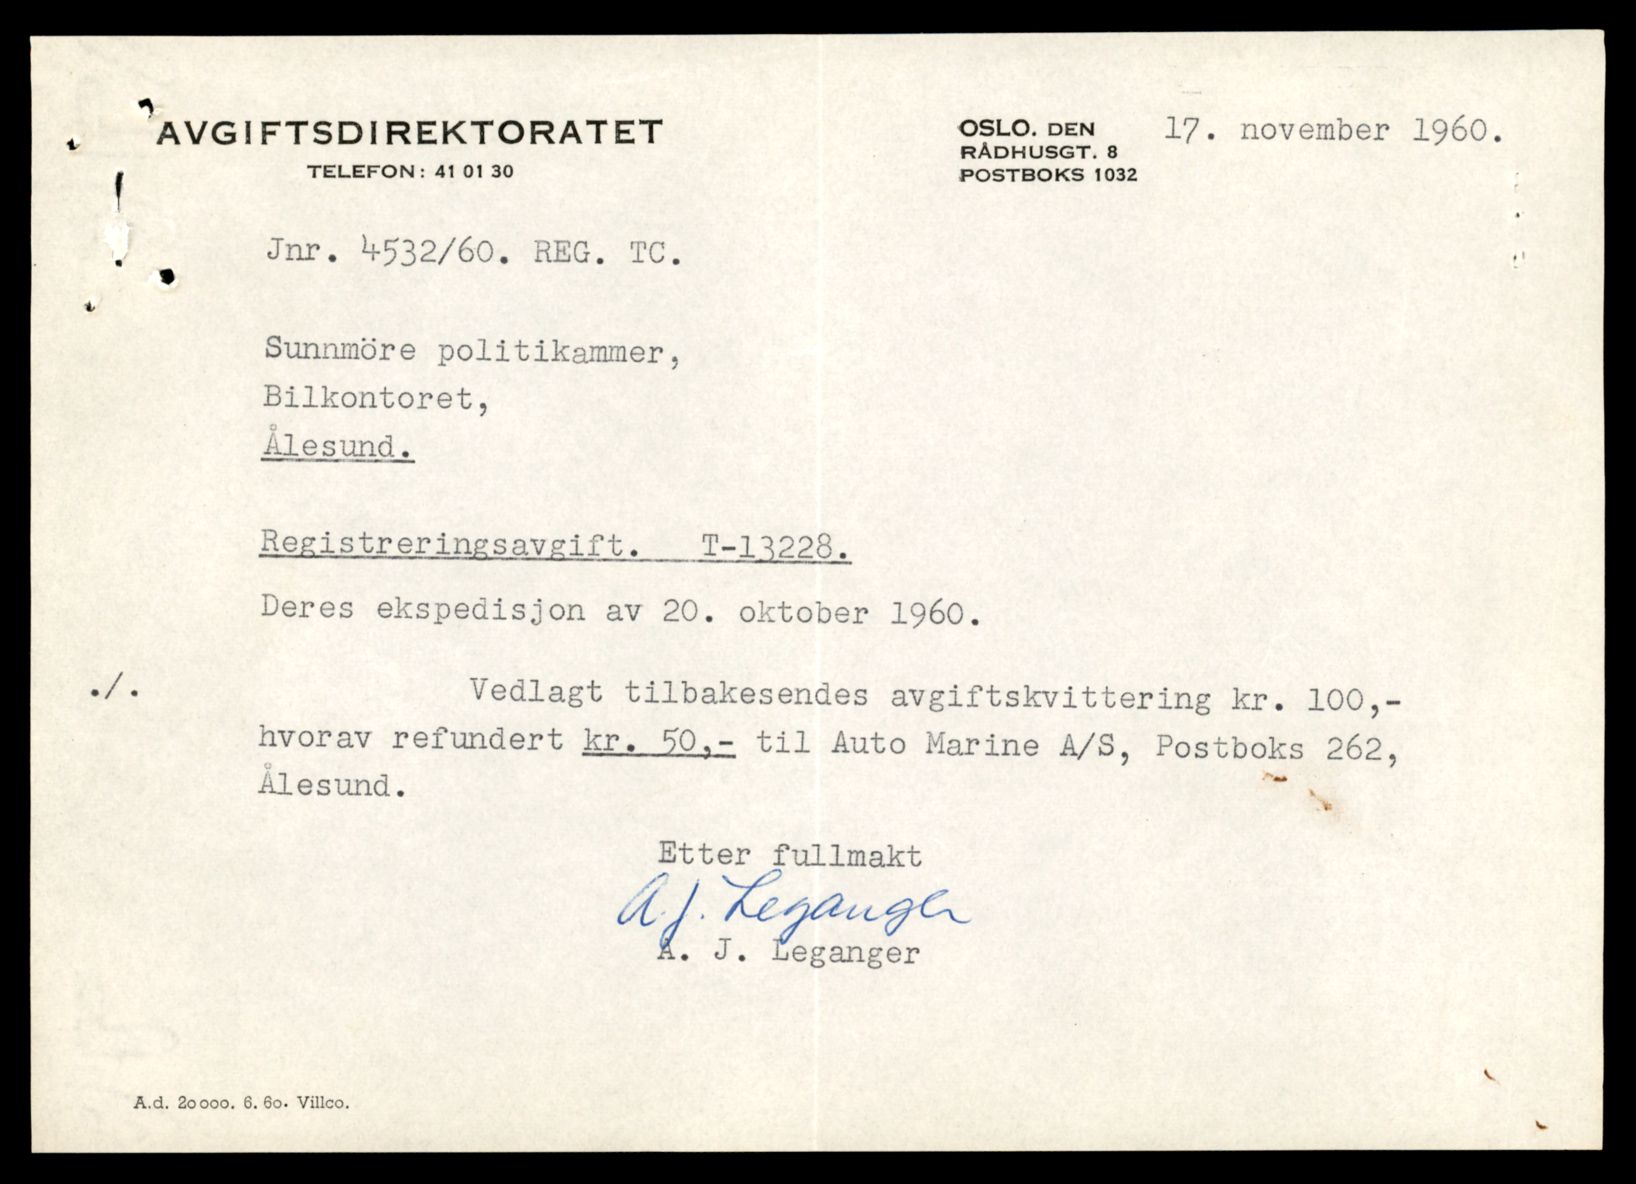 AVGIFTSDIREKTORATET
TELEFON: 41 01 30
OSLO. DEN 17. november 1960.
RÅDHUSGT. 8
POSTBOKS 1032
Jnr. 4532/60. REG. TC.
Sunnmöre politikammer,
Bilkontoret,
Ålesund.
Registreringsavgift. T-13228.
Deres ekspedisjon av 20. oktober 1960.
./. Vedlagt tilbakesendes avgiftskvittering kr. 100,-
hvorav refundert kr. 50,- til Auto Marine A/S, Postboks 262,
Ålesund.
Etter fullmakt
A. J. Leganger
A. J. Leganger
A.d. 20000. 6. 60. Villco.